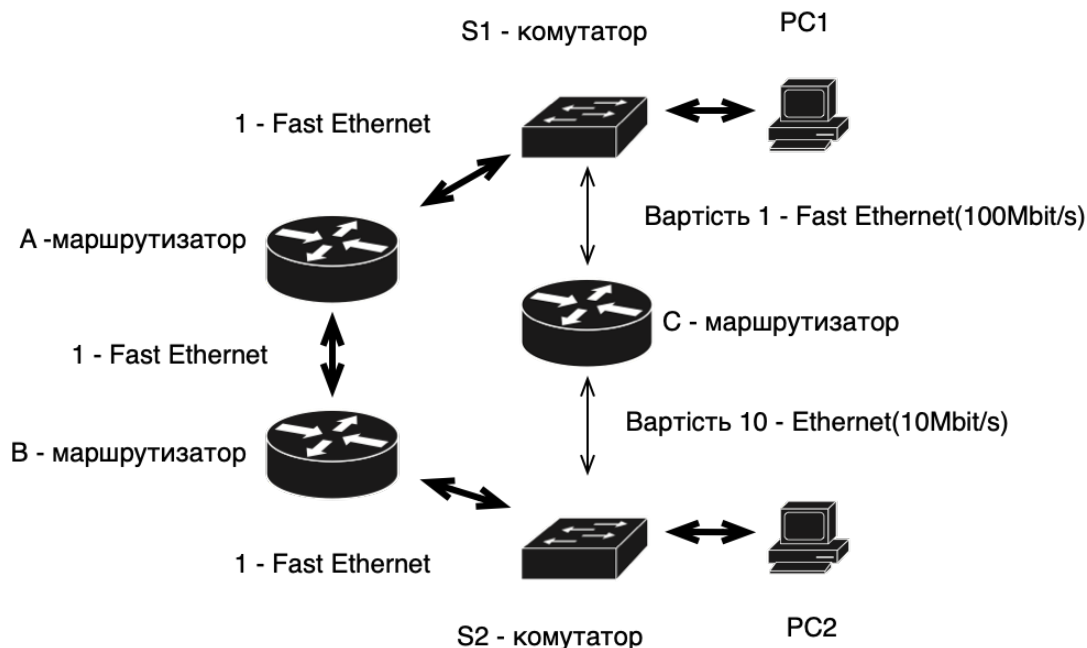 S1 - комутатор
PC1
1 - Fast Ethernet
Вартість 1 - Fast Ethernet(100Mbit/s)
A -маршрутизатор
C - маршрутизатор
1 - Fast Ethernet
Вартість 10 - Ethernet(10Mbit/s)
B - маршрутизатор
1 - Fast Ethernet
S2 - комутатор
PC2